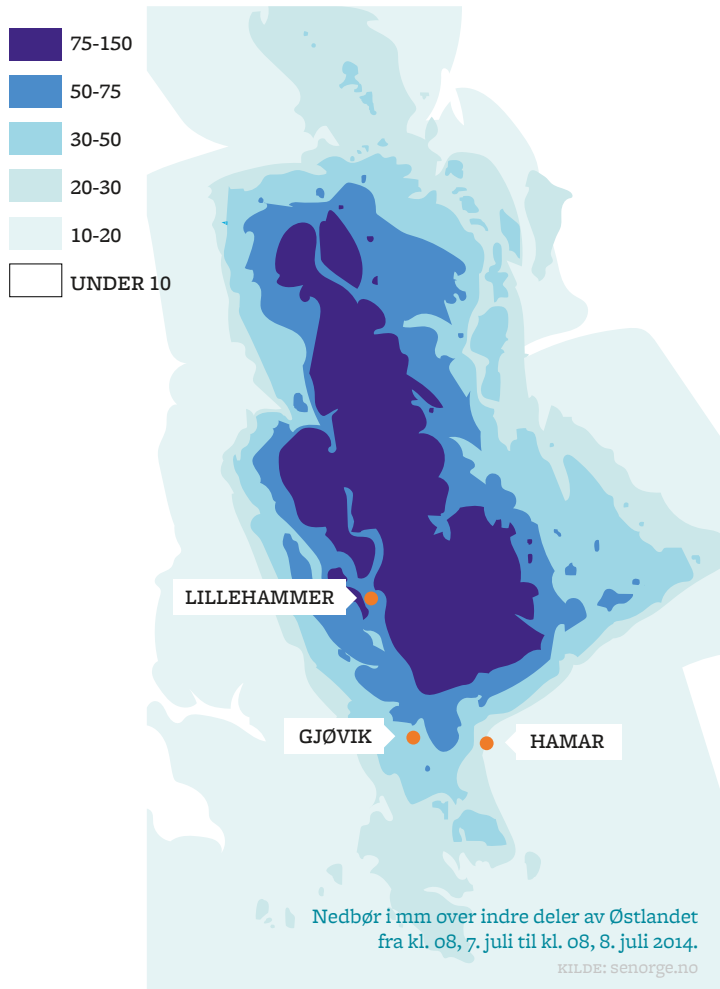 75-150
50-75
30-50
20-30
10-20
UNDER 10
LILLEHAMMER
GJØVIK
HAMAR
Nedbør i mm over indre deler av Østlandet
fra kl. 08, 7. juli til kl. 08, 8. juli 2014.
KILDE: senorge.no